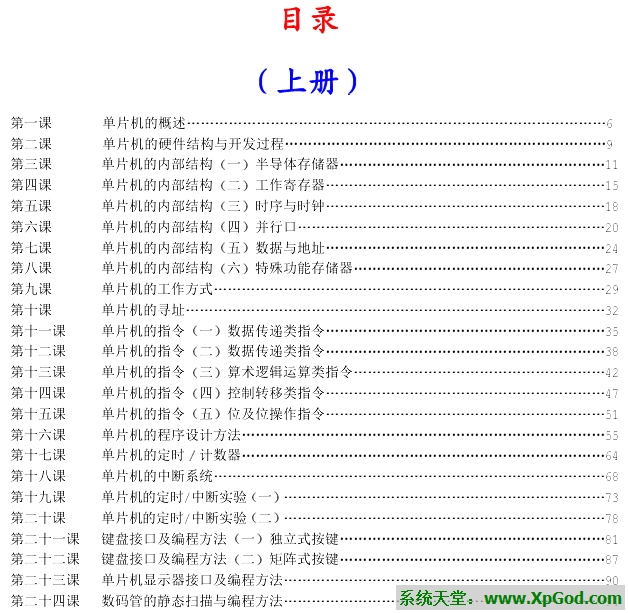 目录
（上册）
第一课 单片机的概述……6
第二课 单片机的硬件结构与开发过程……9
第三课 单片机的内部结构（一）半导体存储器……11
第四课 单片机的内部结构（二）工作寄存器……15
第五课 单片机的内部结构（三）时序与时钟……18
第六课 单片机的内部结构（四）并行口……20
第七课 单片机的内部结构（五）数据与地址……24
第八课 单片机的内部结构（六）特殊功能存储器……27
第九课 单片机的工作方式……29
第十课 单片机的寻址……32
第十一课 单片机的指令（一）数据传递类指令……35
第十二课 单片机的指令（二）数据传递类指令……38
第十三课 单片机的指令（三）算术逻辑运算类指令……42
第十四课 单片机的指令（四）控制转移类指令……47
第十五课 单片机的指令（五）位及位操作指令……51
第十六课 单片机的程序设计方法……55
第十七课 单片机的定时／计数器……64
第十八课 单片机的中断系统……68
第十九课 单片机的定时/中断实验（一）……73
第二十课 单片机的定时/中断实验（二）……78
第二十一课 键盘接口及编程方法（一）独立式按键……81
第二十二课 键盘接口及编程方法（二）矩阵式按键……87
第二十三课 单片机显示器接口及编程方法……90
第二十四课 数码管的静态扫描与编程方法……
系统天堂：www.XpGod.com